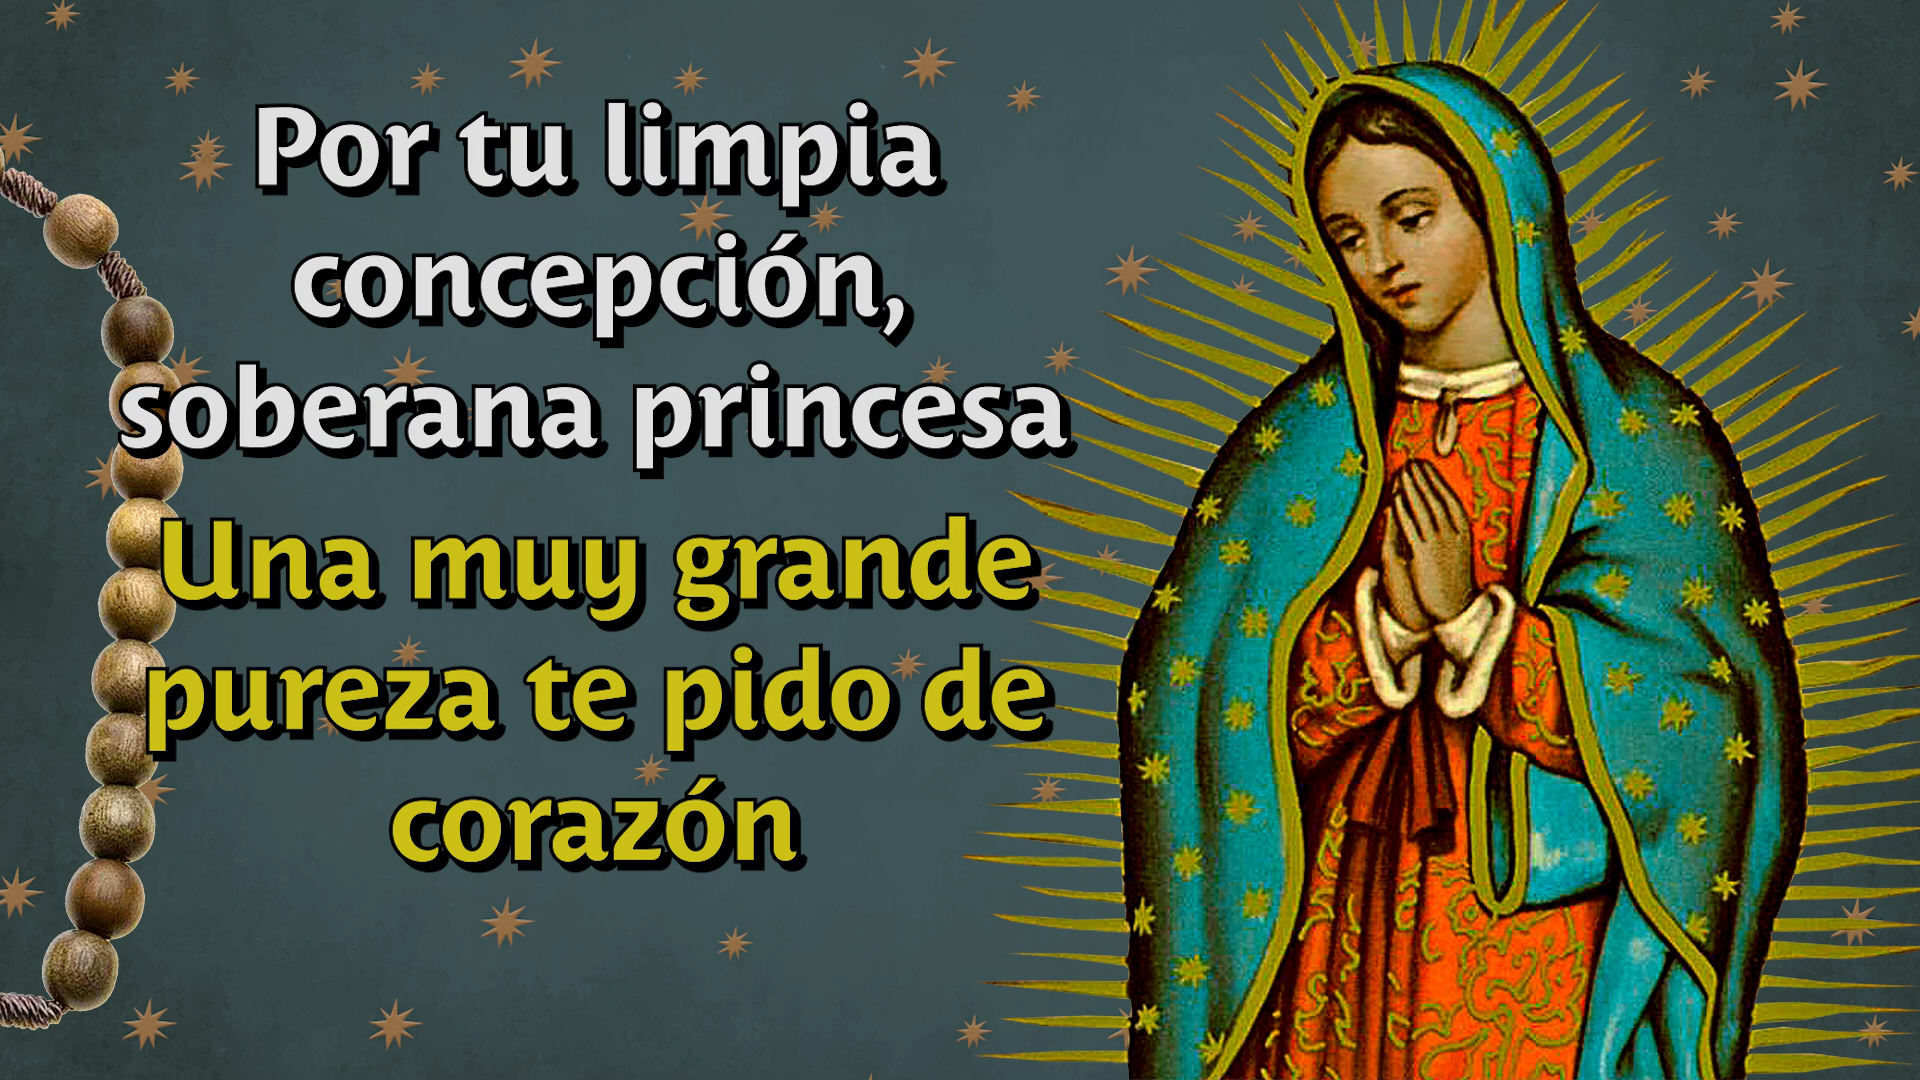 Por tu limpia
concepción,
soberana princesa
Una muy grande
pureza te pido de
corazón